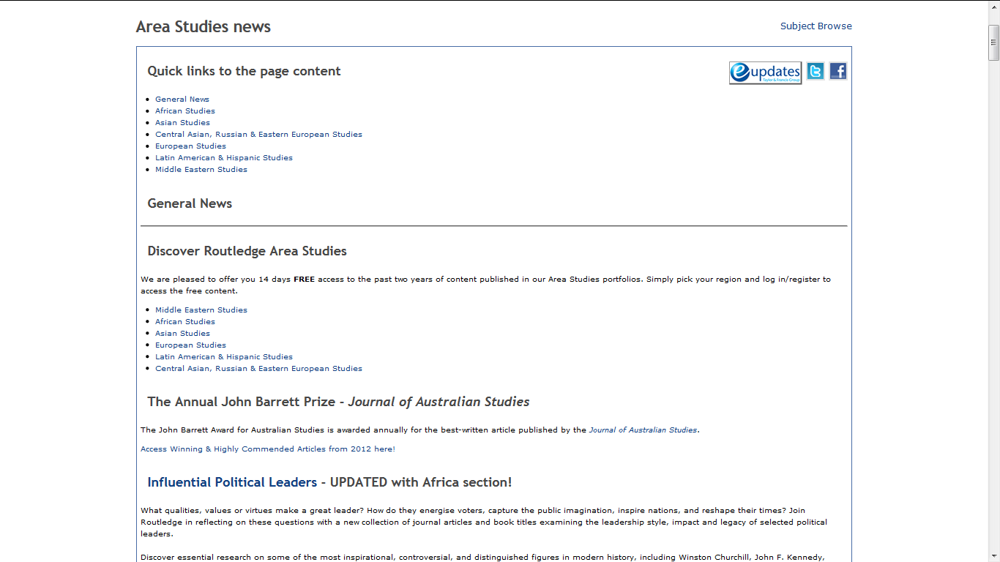 Area Studies news
Subject Browse
Quick links to the page content
eupdates
Taylor & Francis Group
General News
African Studies
Asian Studies
Central Asian, Russian & Eastern European Studies
European Studies
Latin American & Hispanic Studies
Middle Eastern Studies
General News
Discover Routledge Area Studies
We are pleased to offer you 14 days FREE access to the past two years of content published in our Area Studies portfolios. Simply pick your region and log in/register to
access the free content.
Middle Eastern Studies
African Studies
Asian Studies
European Studies
Latin American & Hispanic Studies
Central Asian, Russian & Eastern European Studies
The Annual John Barrett Prize - Journal of Australian Studies
The John Barrett Award for Australian Studies is awarded annually for the best-written article published by the Journal of Australian Studies.
Access Winning & Highly Commended Articles from 2012 here!
Influential Political Leaders - UPDATED with Africa section!
What qualities, values or virtues make a great leader? How do they energise voters, capture the public imagination, inspire nations, and reshape their times? Join
Routledge in reflecting on these questions with a new collection of journal articles and book titles examining the leadership style, impact and legacy of selected political
leaders.
Discover essential research on some of the most inspirational, controversial, and distinguished figures in modern history, including Winston Churchill, John F. Kennedy,